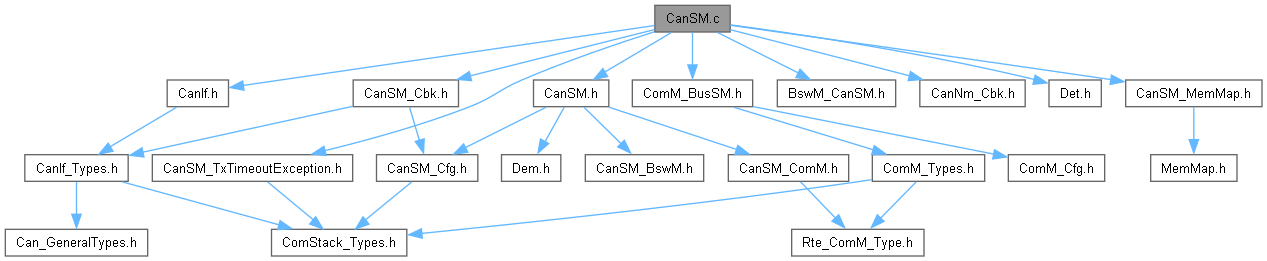 CanSM.c
CanIf.h
CanSM_Cbk.h
CanSM.h
ComM_BusSM.h
BswM_CanSM.h
CanNm_Cbk.h
Det.h
CanSM_MemMap.h
CanIf_Types.h
CanSM_TxTimeoutException.h
CanSM_Cfg.h
Dem.h
CanSM_BswM.h
CanSM_ComM.h
ComM_Types.h
ComM_Cfg.h
MemMap.h
Can_GeneralTypes.h
ComStack_Types.h
Rte_ComM_Type.h